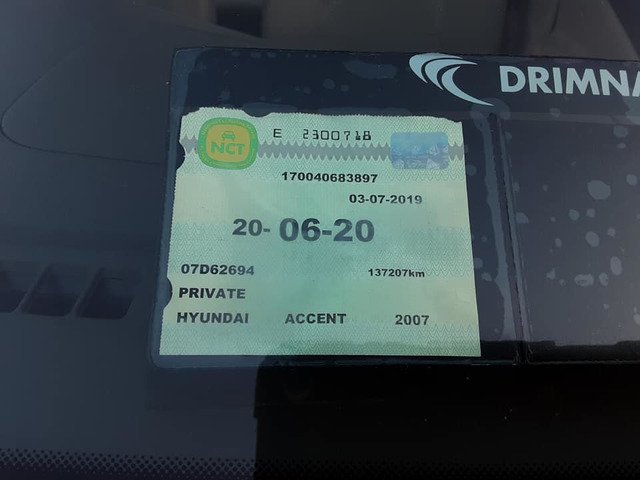 DRIMNA
NCT E 2300718
170040683897
03-07-2019
20- 06-20
07D62694 137207km
PRIVATE
HYUNDAI ACCENT 2007